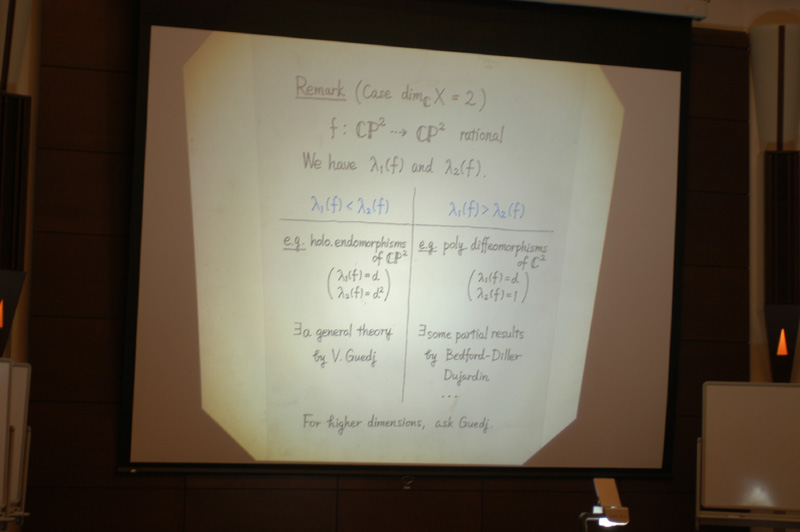 Remark (Case dim_ℂ X = 2)
f : ℂP² ⇢ ℂP² rational
We have λ₁(f) and λ₂(f).
λ₁(f) < λ₂(f)
e.g. holo. endomorphisms
of ℂP²
(λ₁(f) = d
λ₂(f) = d²)
∃a general theory
by V. Guedj
λ₁(f) > λ₂(f)
e.g. poly. diffeomorphisms
of ℂ²
(λ₁(f) = d
λ₂(f) = 1)
∃some partial results
by Bedford-Diller
Dujardin
...
For higher dimensions, ask Guedj.